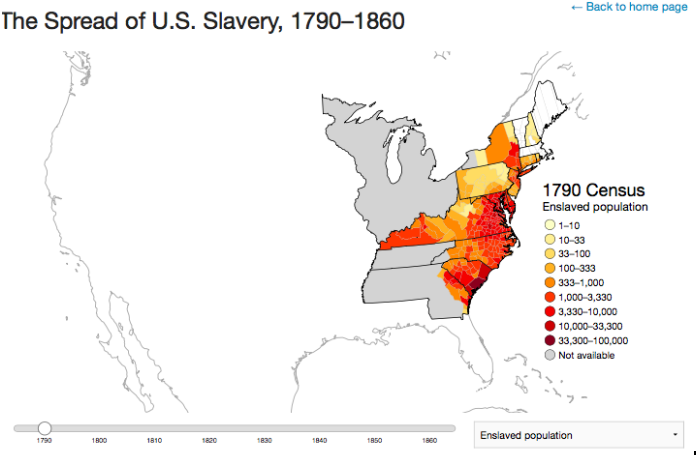 ← Back to home page
The Spread of U.S. Slavery, 1790–1860
1790 Census
Enslaved population
1–10
10–33
33–100
100–333
333–1,000
1,000–3,330
3,330–10,000
10,000–33,300
33,300–100,000
Not available
1790 1800 1810 1820 1830 1840 1850 1860
Enslaved population